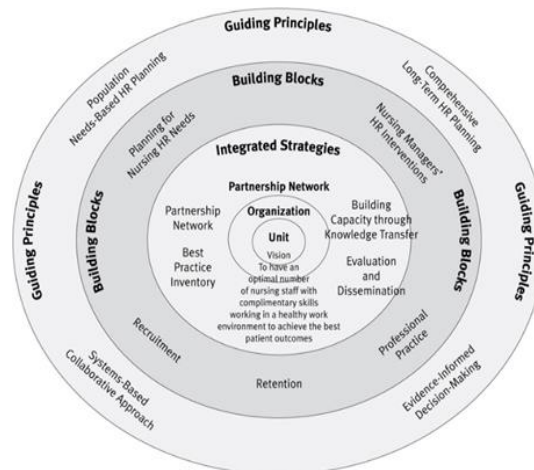 Guiding Principles
Population
Needs-Based HR Planning
Comprehensive
Long-Term HR Planning
Building Blocks
Planning for
Nursing HR Needs
Nursing Managers'
HR Interventions
Integrated Strategies
Partnership Network
Guiding Principles
Building Blocks
Partnership
Network
Best
Practice
Inventory
Organization
Unit
Vision
To have an
optimal number
of nursing staff with
complimentary skills
working in a healthy work
environment to achieve the best
patient outcomes
Building
Capacity through
Knowledge Transfer
Evaluation
and
Dissemination
Building Blocks
Guiding Principles
Recruitment
Retention
Professional
Practice
Systems-Based
Collaborative Approach
Evidence-Informed
Decision-Making